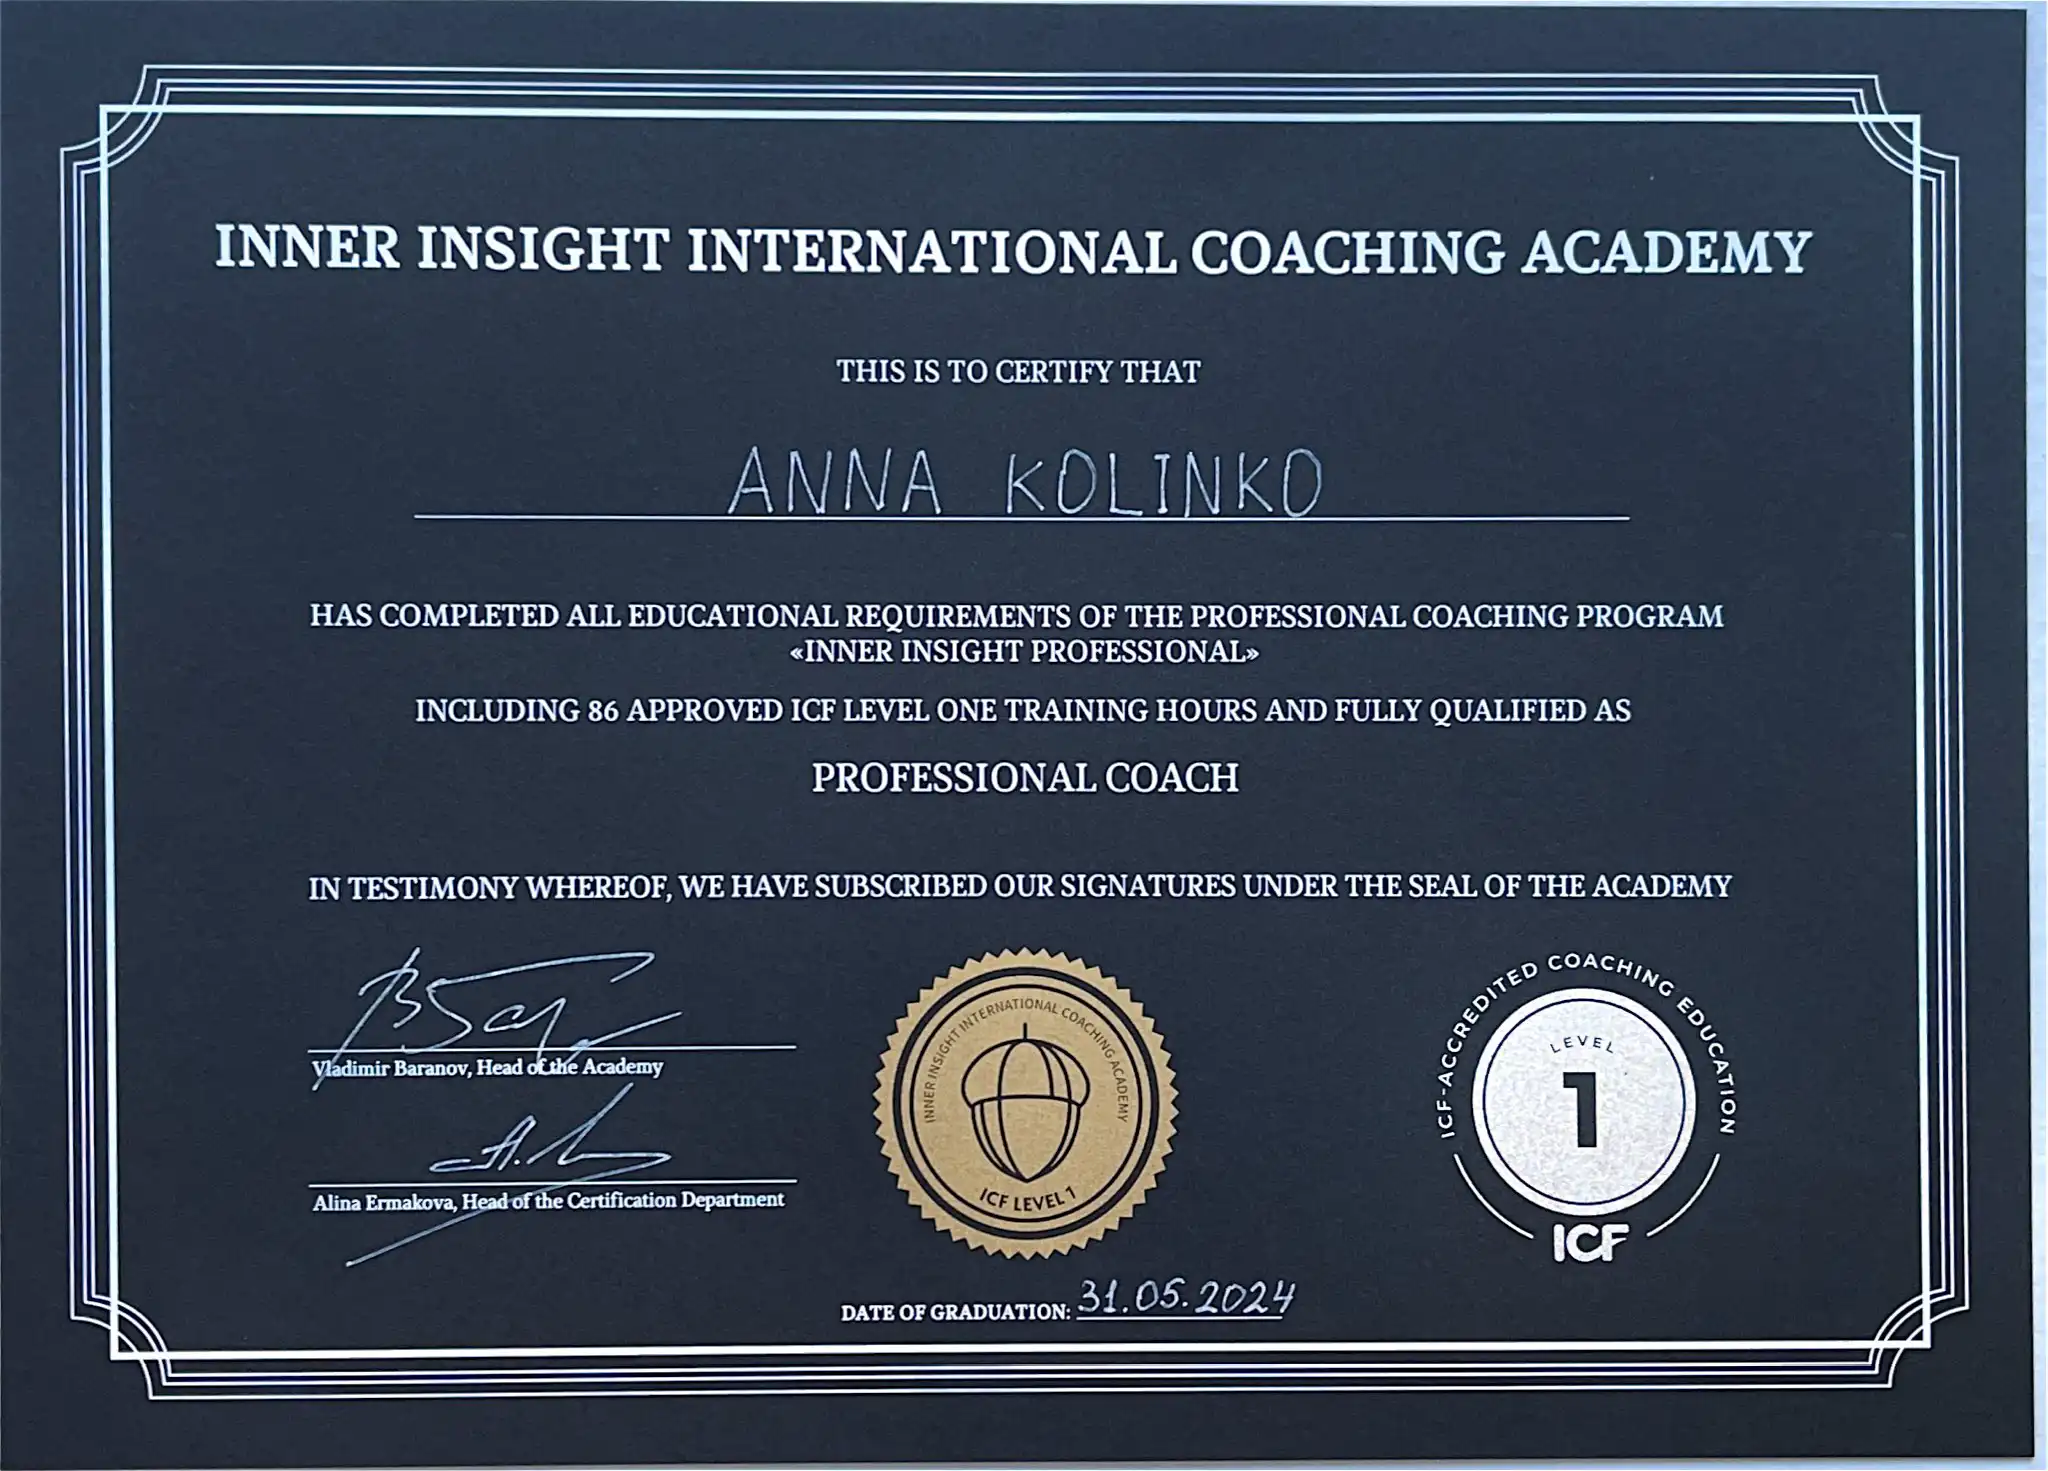 INNER INSIGHT INTERNATIONAL COACHING ACADEMY
THIS IS TO CERTIFY THAT
ANNA KOLINKO
HAS COMPLETED ALL EDUCATIONAL REQUIREMENTS OF THE PROFESSIONAL COACHING PROGRAM
«INNER INSIGHT PROFESSIONAL»
INCLUDING 86 APPROVED ICF LEVEL ONE TRAINING HOURS AND FULLY QUALIFIED AS
PROFESSIONAL COACH
IN TESTIMONY WHEREOF, WE HAVE SUBSCRIBED OUR SIGNATURES UNDER THE SEAL OF THE ACADEMY
Vladimir Baranov, Head of the Academy
Alina Ermakova, Head of the Certification Department
INNER INSIGHT INTERNATIONAL COACHING ACADEMY
ICF LEVEL 1
ICF-ACCREDITED COACHING EDUCATION
LEVEL
1
ICF
DATE OF GRADUATION: 31.05.2024